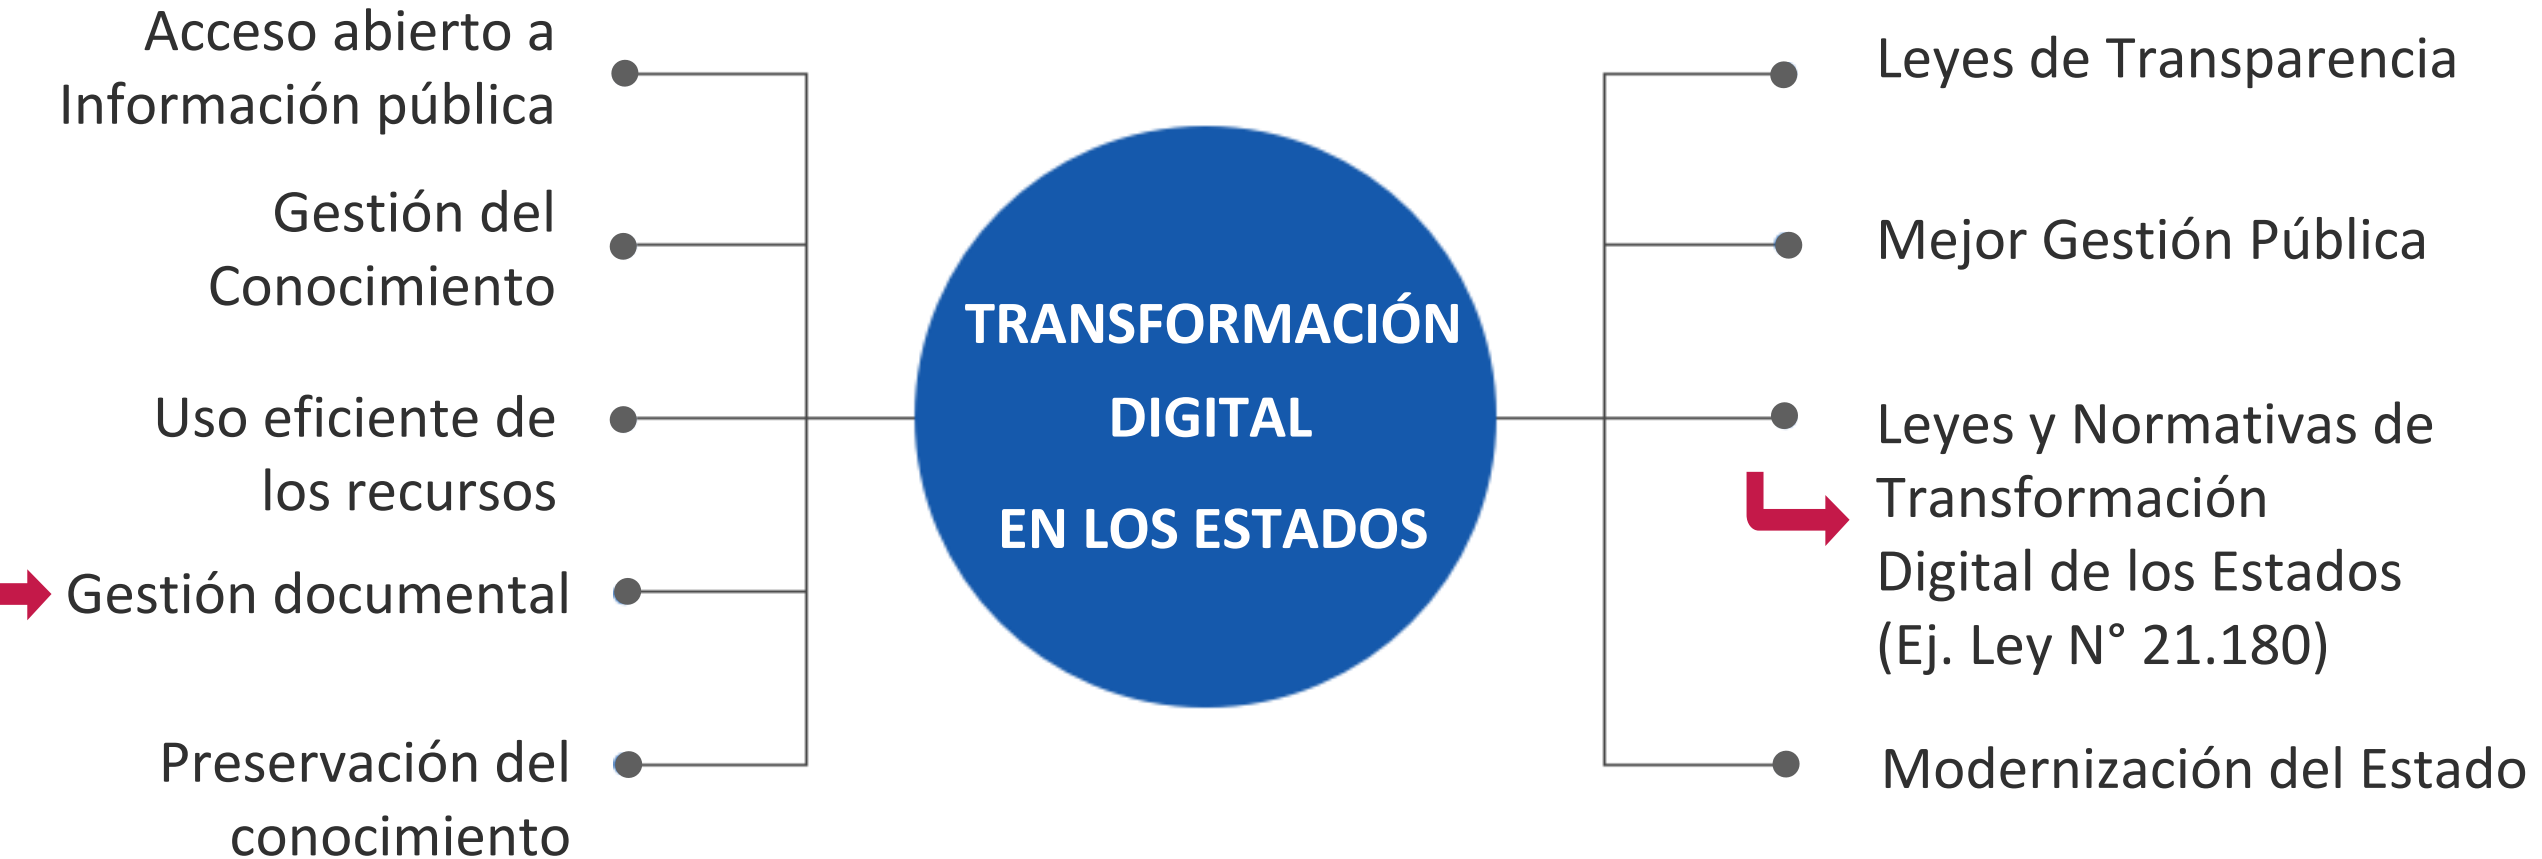 Acceso abierto a
Información pública
Gestión del
Conocimiento
Uso eficiente de
los recursos
Gestión documental
Preservación del
conocimiento
TRANSFORMACIÓN
DIGITAL
EN LOS ESTADOS
Leyes de Transparencia
Mejor Gestión Pública
Leyes y Normativas de
Transformación
Digital de los Estados
(Ej. Ley N° 21.180)
Modernización del Estado